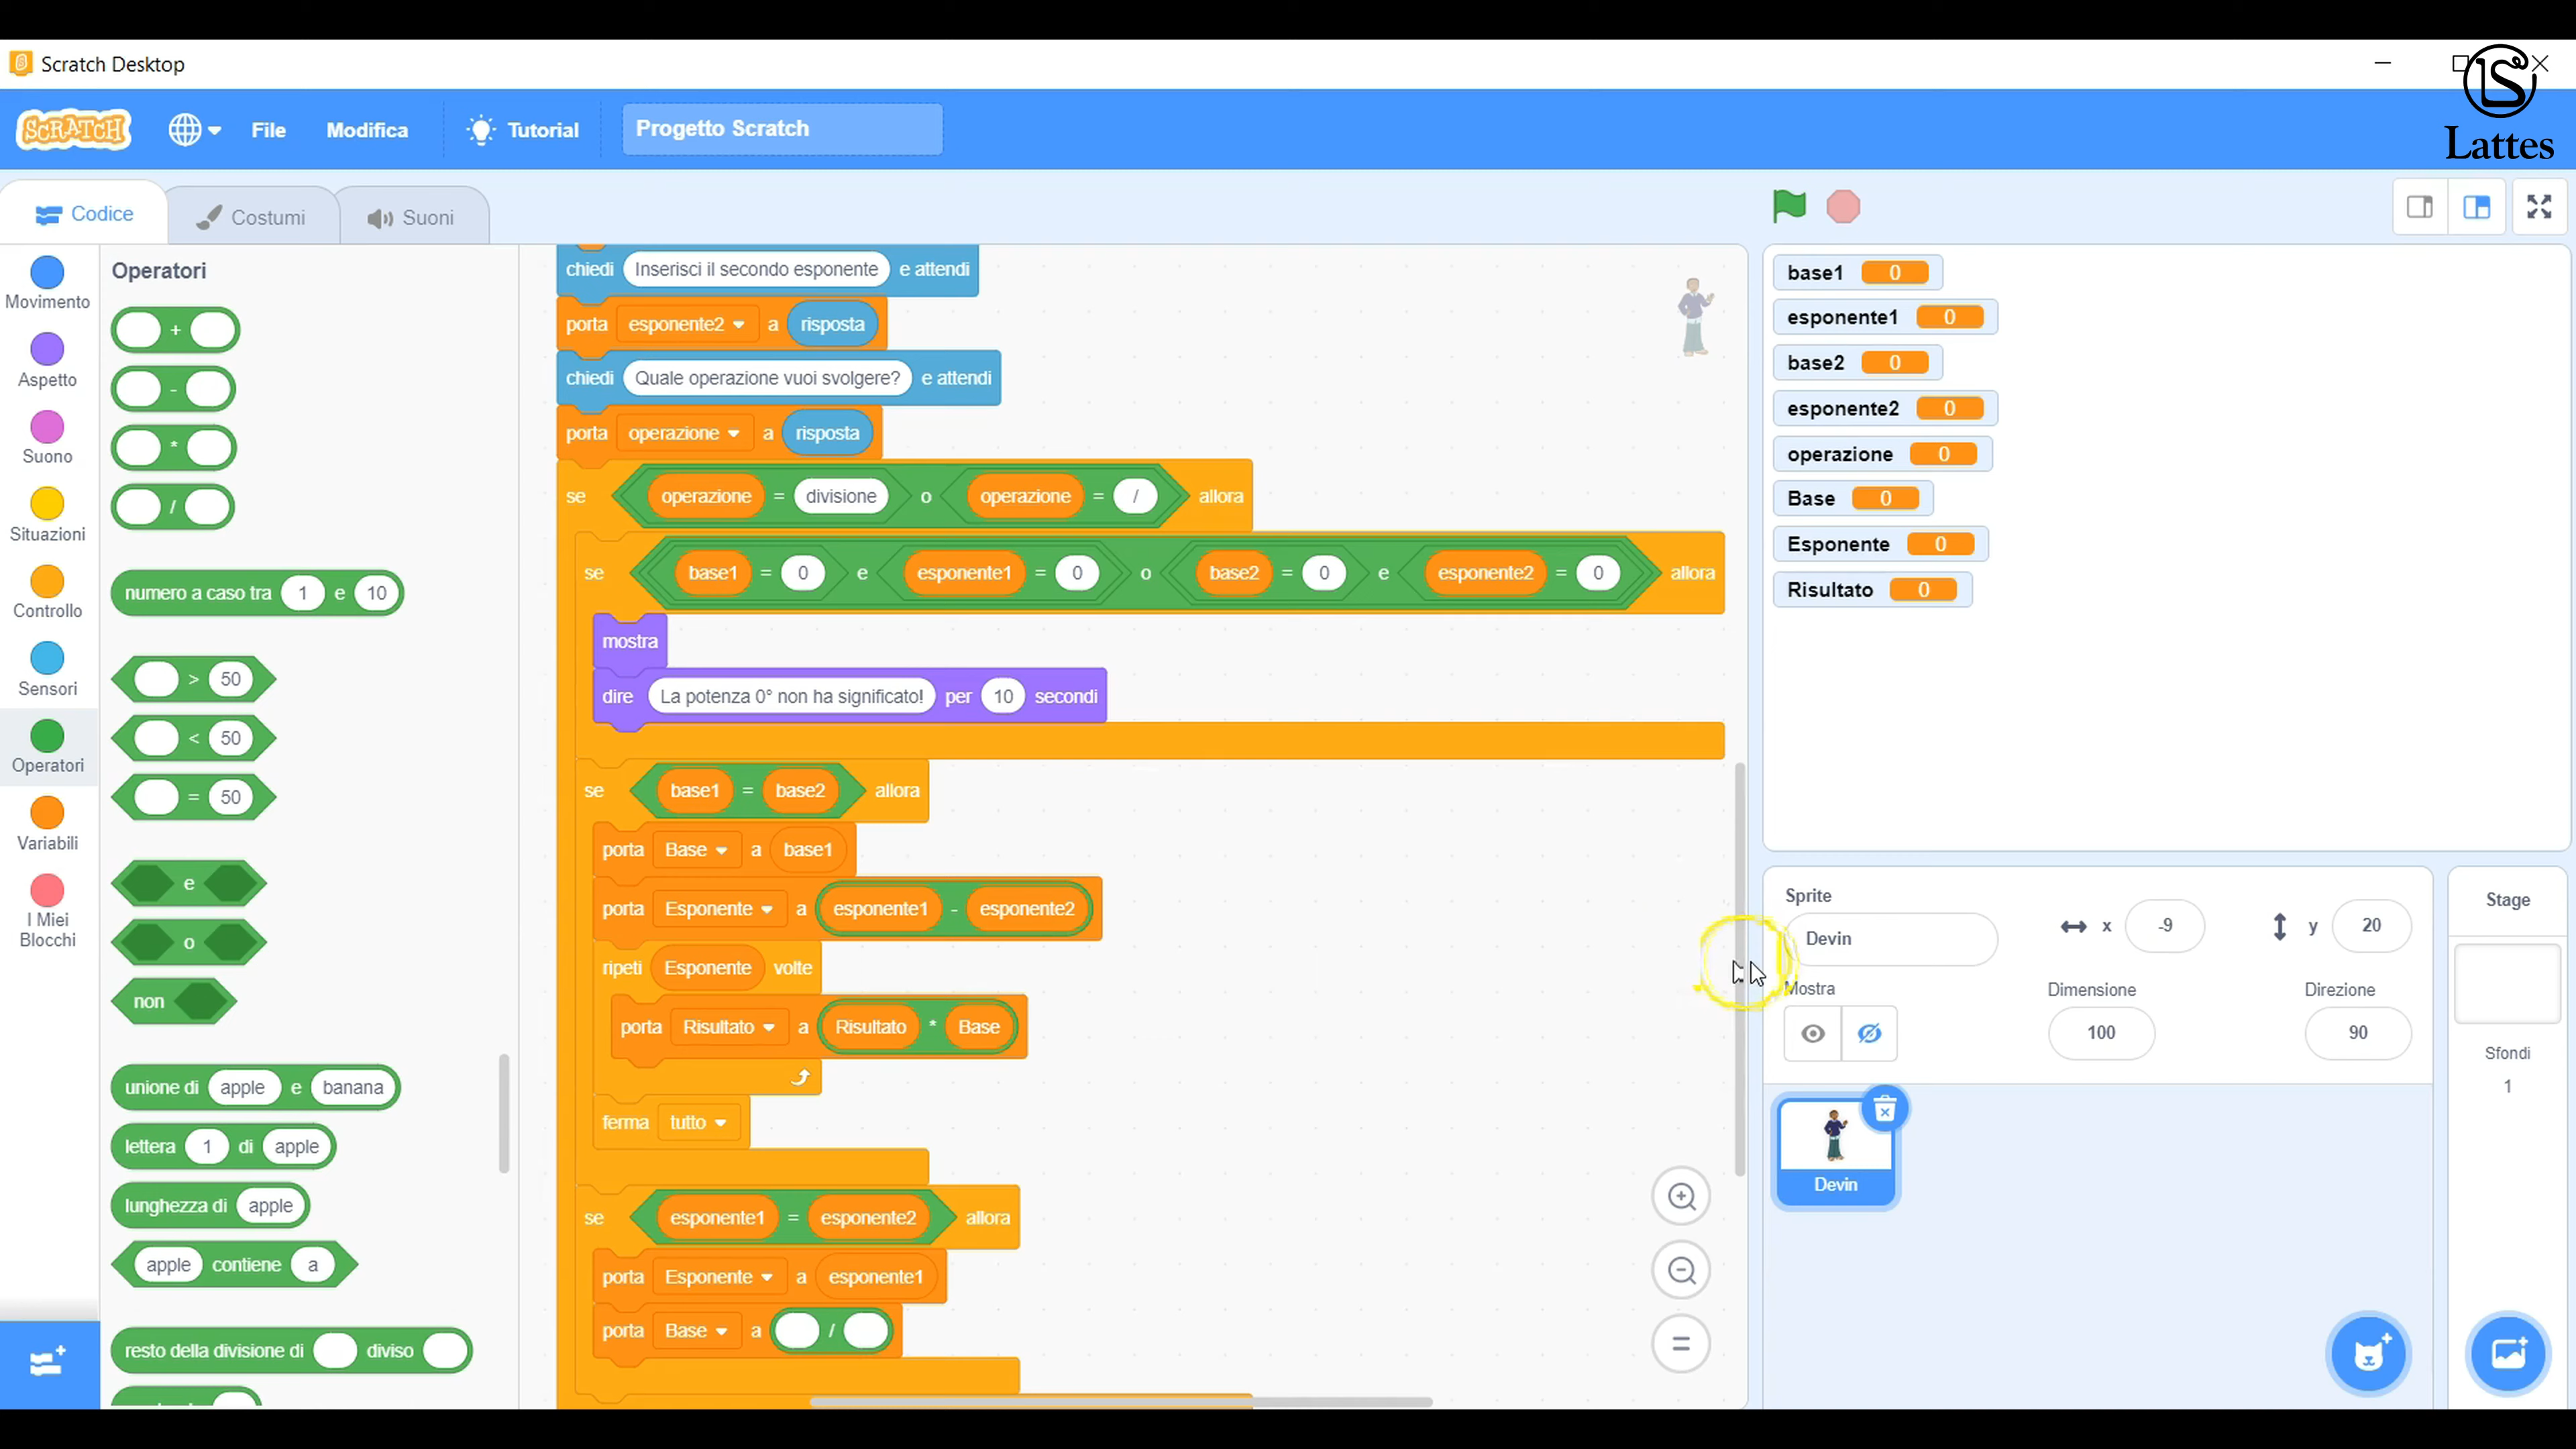 Scratch Desktop
LS
Lattes
SCRATCH
File
Modifica
Tutorial
Progetto Scratch
Codice
Costumi
Suoni
Movimento
Aspetto
Suono
Situazioni
Controllo
Sensori
Operatori
Variabili
I Miei
Blocchi
Operatori
+
-
*
/
numero a caso tra 1 e 10
> 50
< 50
= 50
e
o
non
unione di apple e banana
lettera 1 di apple
lunghezza di apple
apple contiene a
resto della divisione di diviso
chiedi Inserisci il secondo esponente e attendi
porta esponente2 a risposta
chiedi Quale operazione vuoi svolgere? e attendi
porta operazione a risposta
se operazione = divisione o operazione = / allora
se base1 = 0 e esponente1 = 0 o base2 = 0 e esponente2 = 0 allora
mostra
dire La potenza 0° non ha significato! per 10 secondi
se base1 = base2 allora
porta Base a base1
porta Esponente a esponente1 - esponente2
ripeti Esponente volte
porta Risultato a Risultato * Base
ferma tutto
se esponente1 = esponente2 allora
porta Esponente a esponente1
porta Base a /
base1 0
esponente1 0
base2 0
esponente2 0
operazione 0
Base 0
Esponente 0
Risultato 0
Sprite
Devin
x -9
y 20
Mostra
Dimensione
100
Direzione
90
Devin
Stage
Sfondi
1